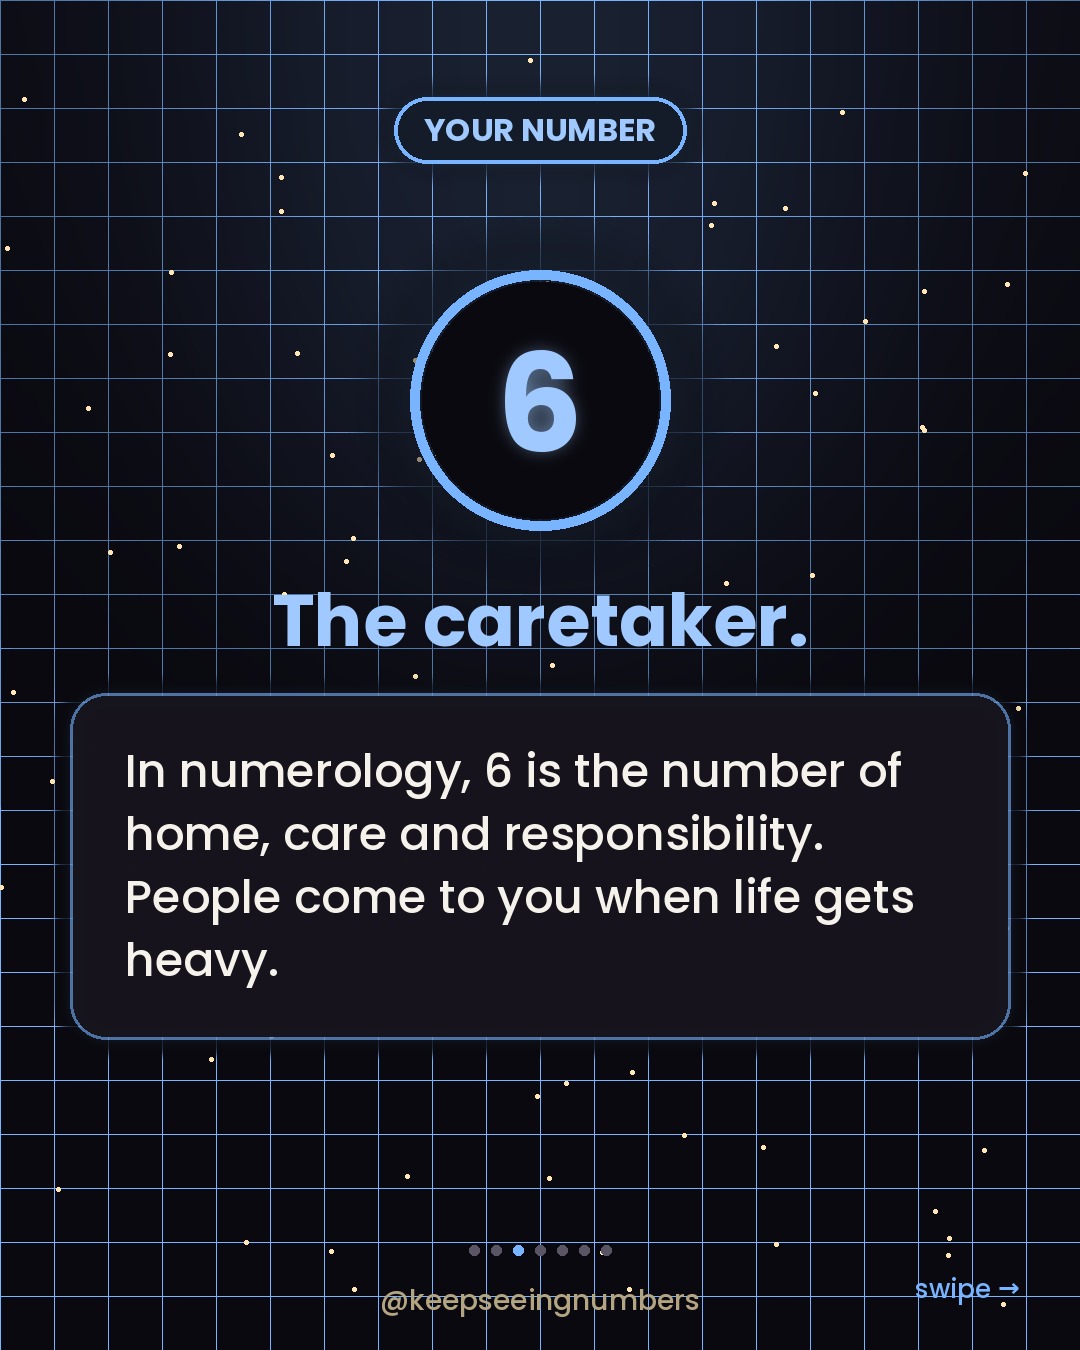 YOUR NUMBER
6
The caretaker.
In numerology, 6 is the number of
home, care and responsibility.
People come to you when life gets
heavy.
swipe →
@keepseeingnumbers